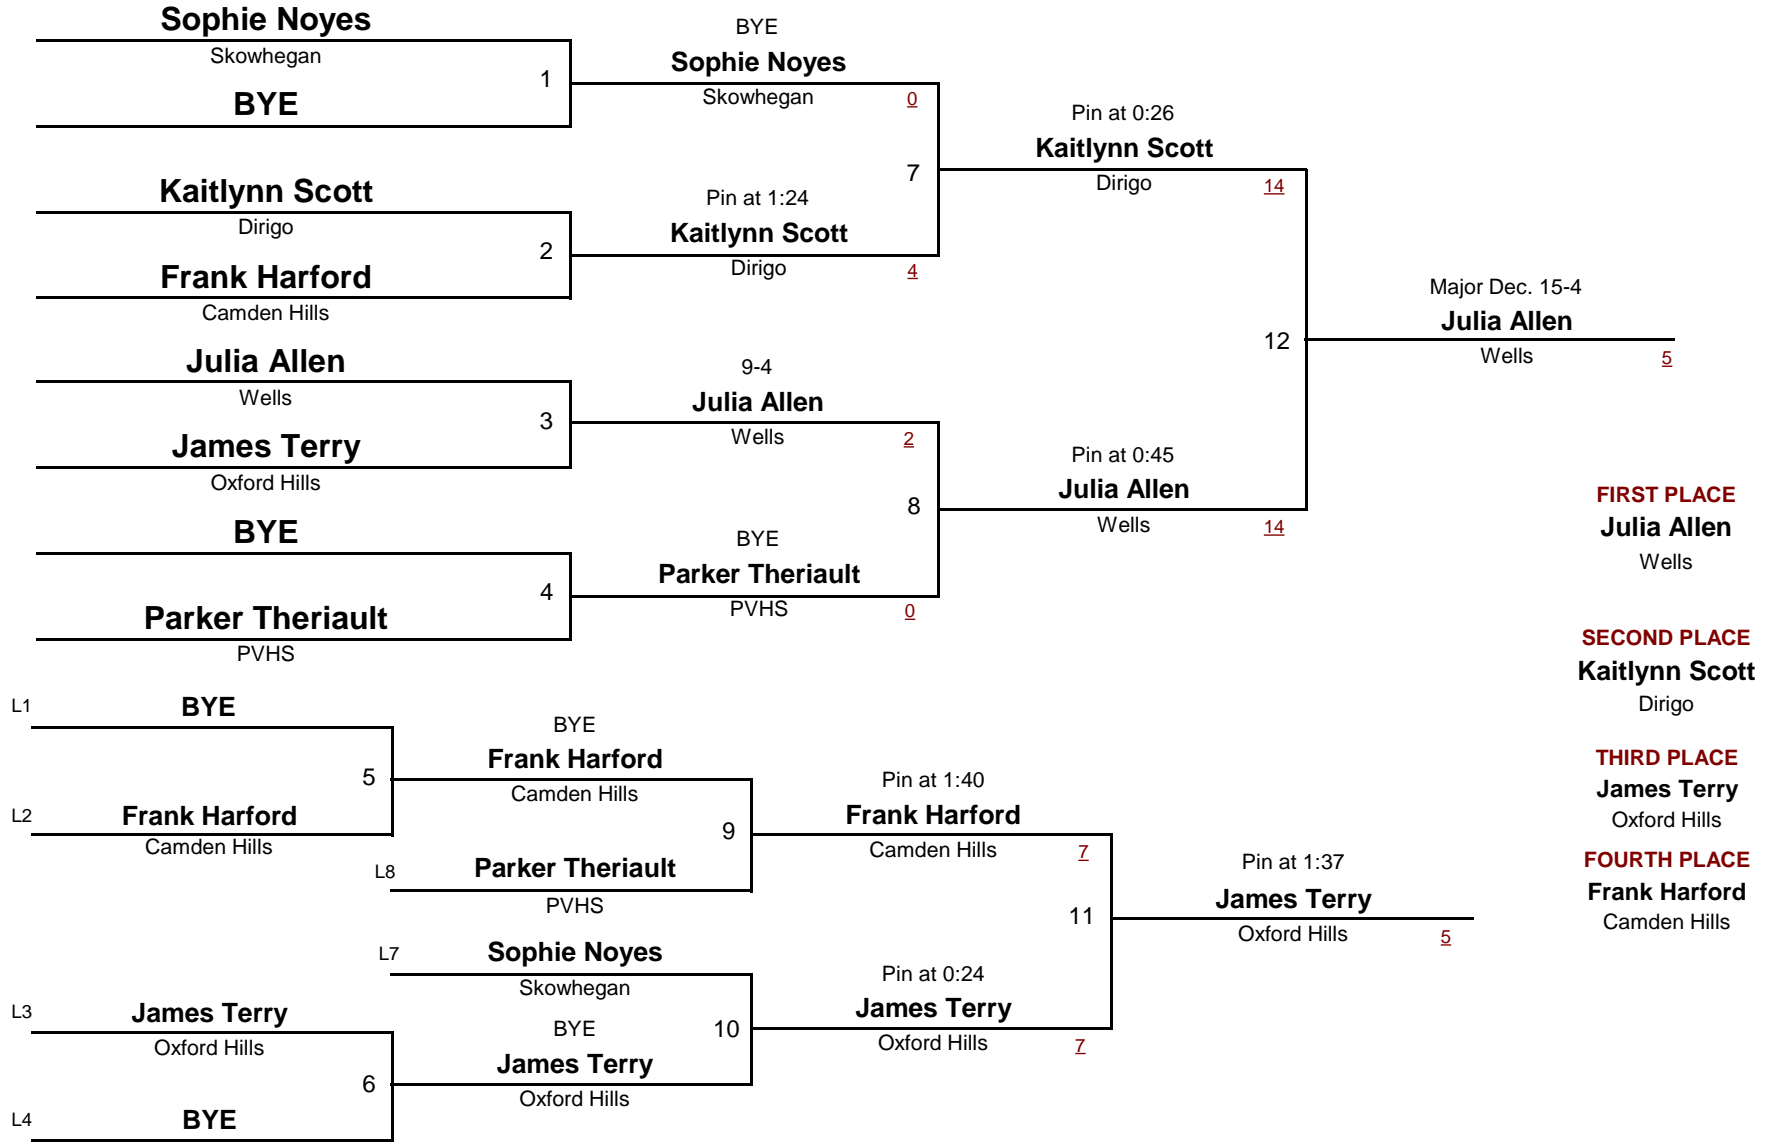 Sophie Noyes
Skowhegan
1
BYE
BYE
Sophie Noyes
Skowhegan
0
Kaitlynn Scott
Dirigo
2
Frank Harford
Camden Hills
Pin at 1:24
Kaitlynn Scott
Dirigo
4
7
Pin at 0:26
Kaitlynn Scott
Dirigo
14
Julia Allen
Wells
3
James Terry
Oxford Hills
9-4
Julia Allen
Wells
2
BYE
4
Parker Theriault
PVHS
BYE
Parker Theriault
PVHS
0
8
Pin at 0:45
Julia Allen
Wells
14
12
Major Dec. 15-4
Julia Allen
Wells
5
FIRST PLACE
Julia Allen
Wells
SECOND PLACE
Kaitlynn Scott
Dirigo
THIRD PLACE
James Terry
Oxford Hills
FOURTH PLACE
Frank Harford
Camden Hills
L1
BYE
5
L2
Frank Harford
Camden Hills
BYE
Frank Harford
Camden Hills
9
L8
Parker Theriault
PVHS
Pin at 1:40
Frank Harford
Camden Hills
7
L7
Sophie Noyes
Skowhegan
L3
James Terry
Oxford Hills
6
L4
BYE
BYE
James Terry
Oxford Hills
10
Pin at 0:24
James Terry
Oxford Hills
7
11
Pin at 1:37
James Terry
Oxford Hills
5